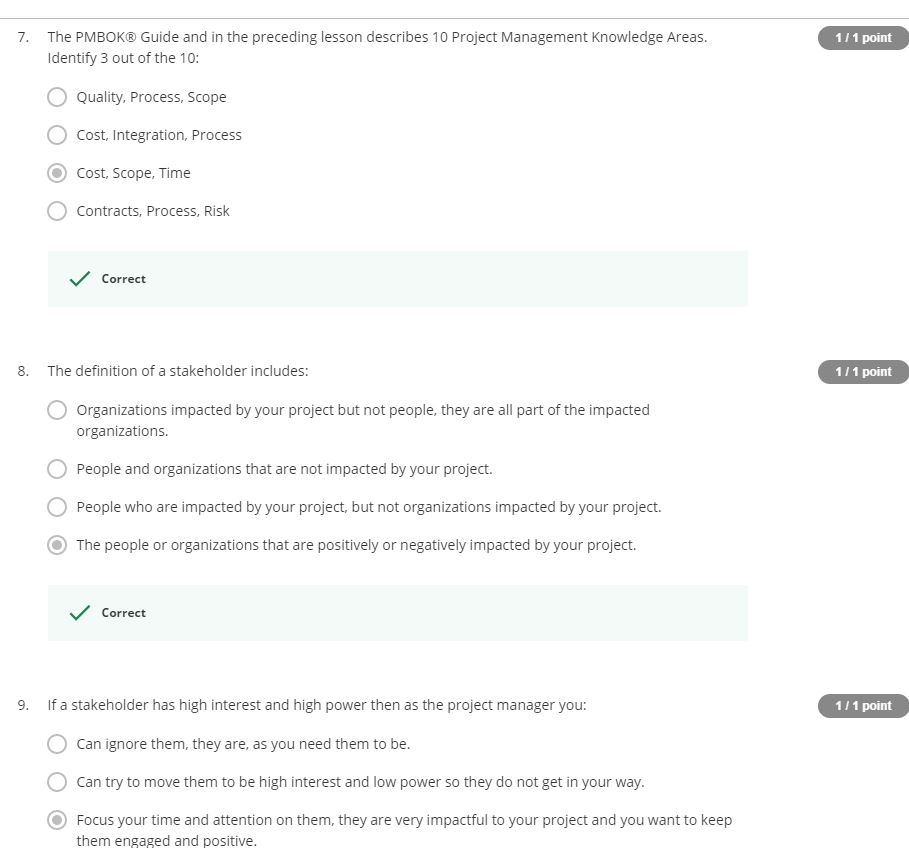 7. The PMBOK® Guide and in the preceding lesson describes 10 Project Management Knowledge Areas. 1 / 1 point
Identify 3 out of the 10:
Quality, Process, Scope
Cost, Integration, Process
Cost, Scope, Time
Contracts, Process, Risk
Correct
8. The definition of a stakeholder includes: 1 / 1 point
Organizations impacted by your project but not people, they are all part of the impacted
organizations.
People and organizations that are not impacted by your project.
People who are impacted by your project, but not organizations impacted by your project.
The people or organizations that are positively or negatively impacted by your project.
Correct
9. If a stakeholder has high interest and high power then as the project manager you: 1 / 1 point
Can ignore them, they are, as you need them to be.
Can try to move them to be high interest and low power so they do not get in your way.
Focus your time and attention on them, they are very impactful to your project and you want to keep
them engaged and positive.